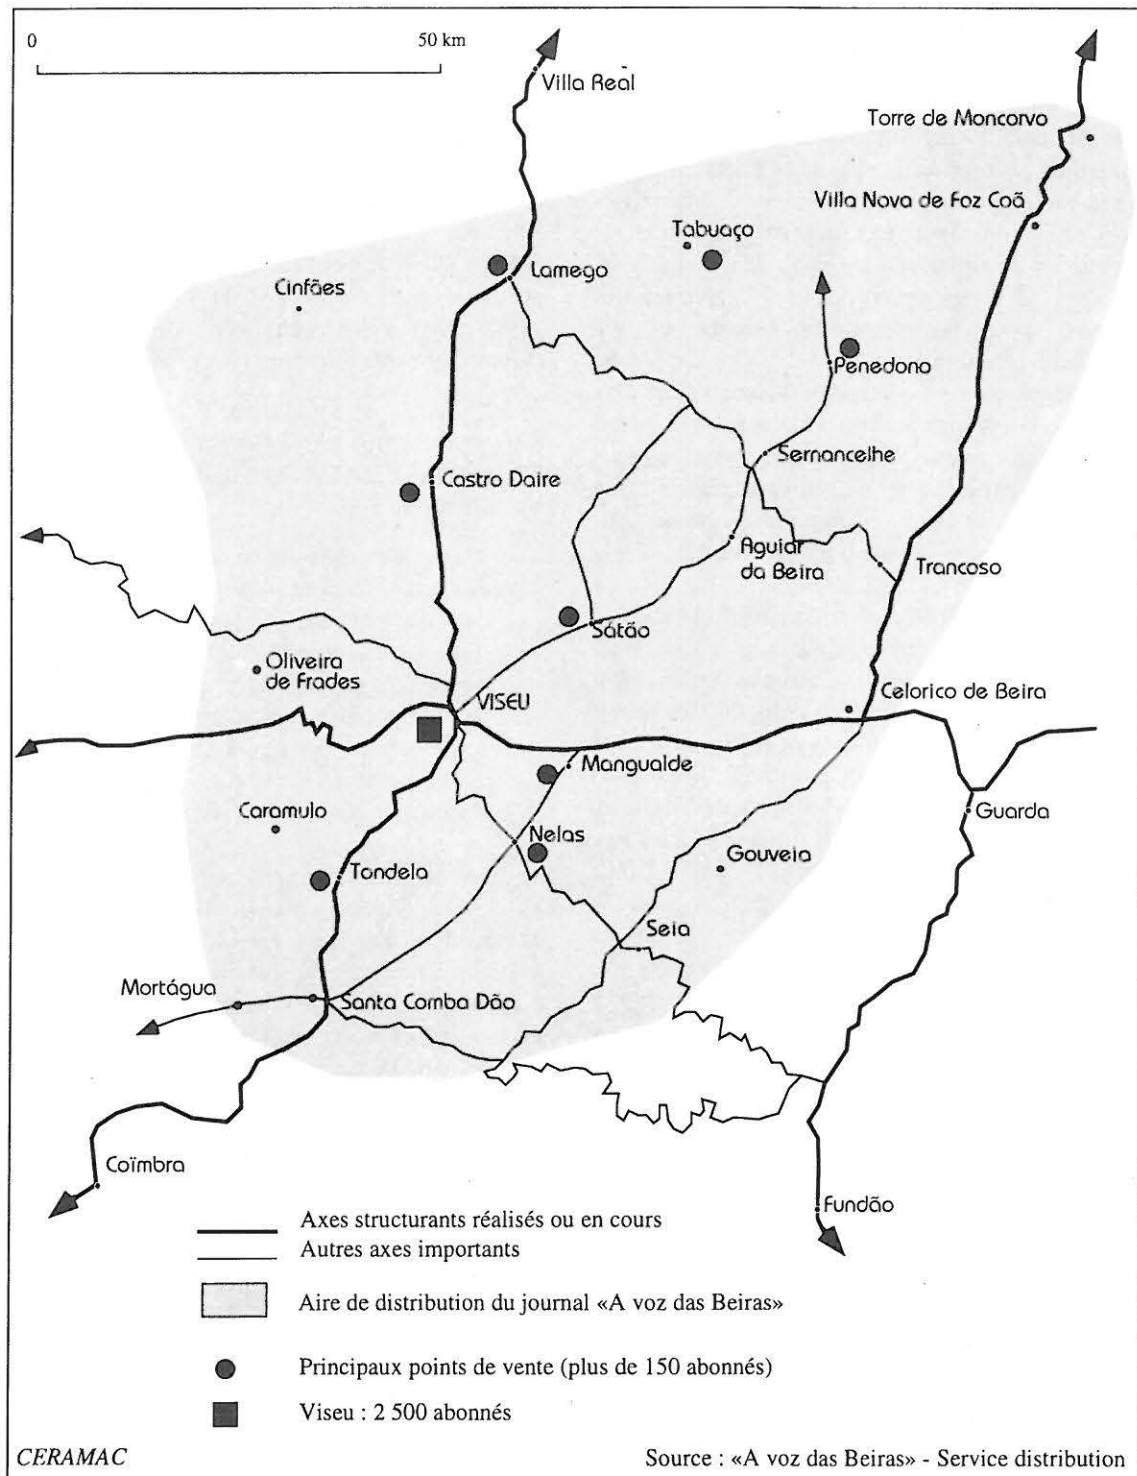 0
50 km
Villa Real
Torre de Moncorvo
Villa Nova de Foz Coã
Tabuaço
Lamego
Cinfães
Penedono
Sernancelhe
Castro Daire
Aguiar
da Beira
Trancoso
Sátão
Oliveira
de Frades
VISEU
Celorico de Beira
Mangualde
Caramulo
Nelas
Guarda
Gouveia
Tondela
Seia
Mortágua
Santa Comba Dão
Coïmbra
Fundão
Axes structurants réalisés ou en cours
Autres axes importants
Aire de distribution du journal «A voz das Beiras»
Principaux points de vente (plus de 150 abonnés)
Viseu : 2 500 abonnés
CERAMAC
Source : «A voz das Beiras» - Service distribution